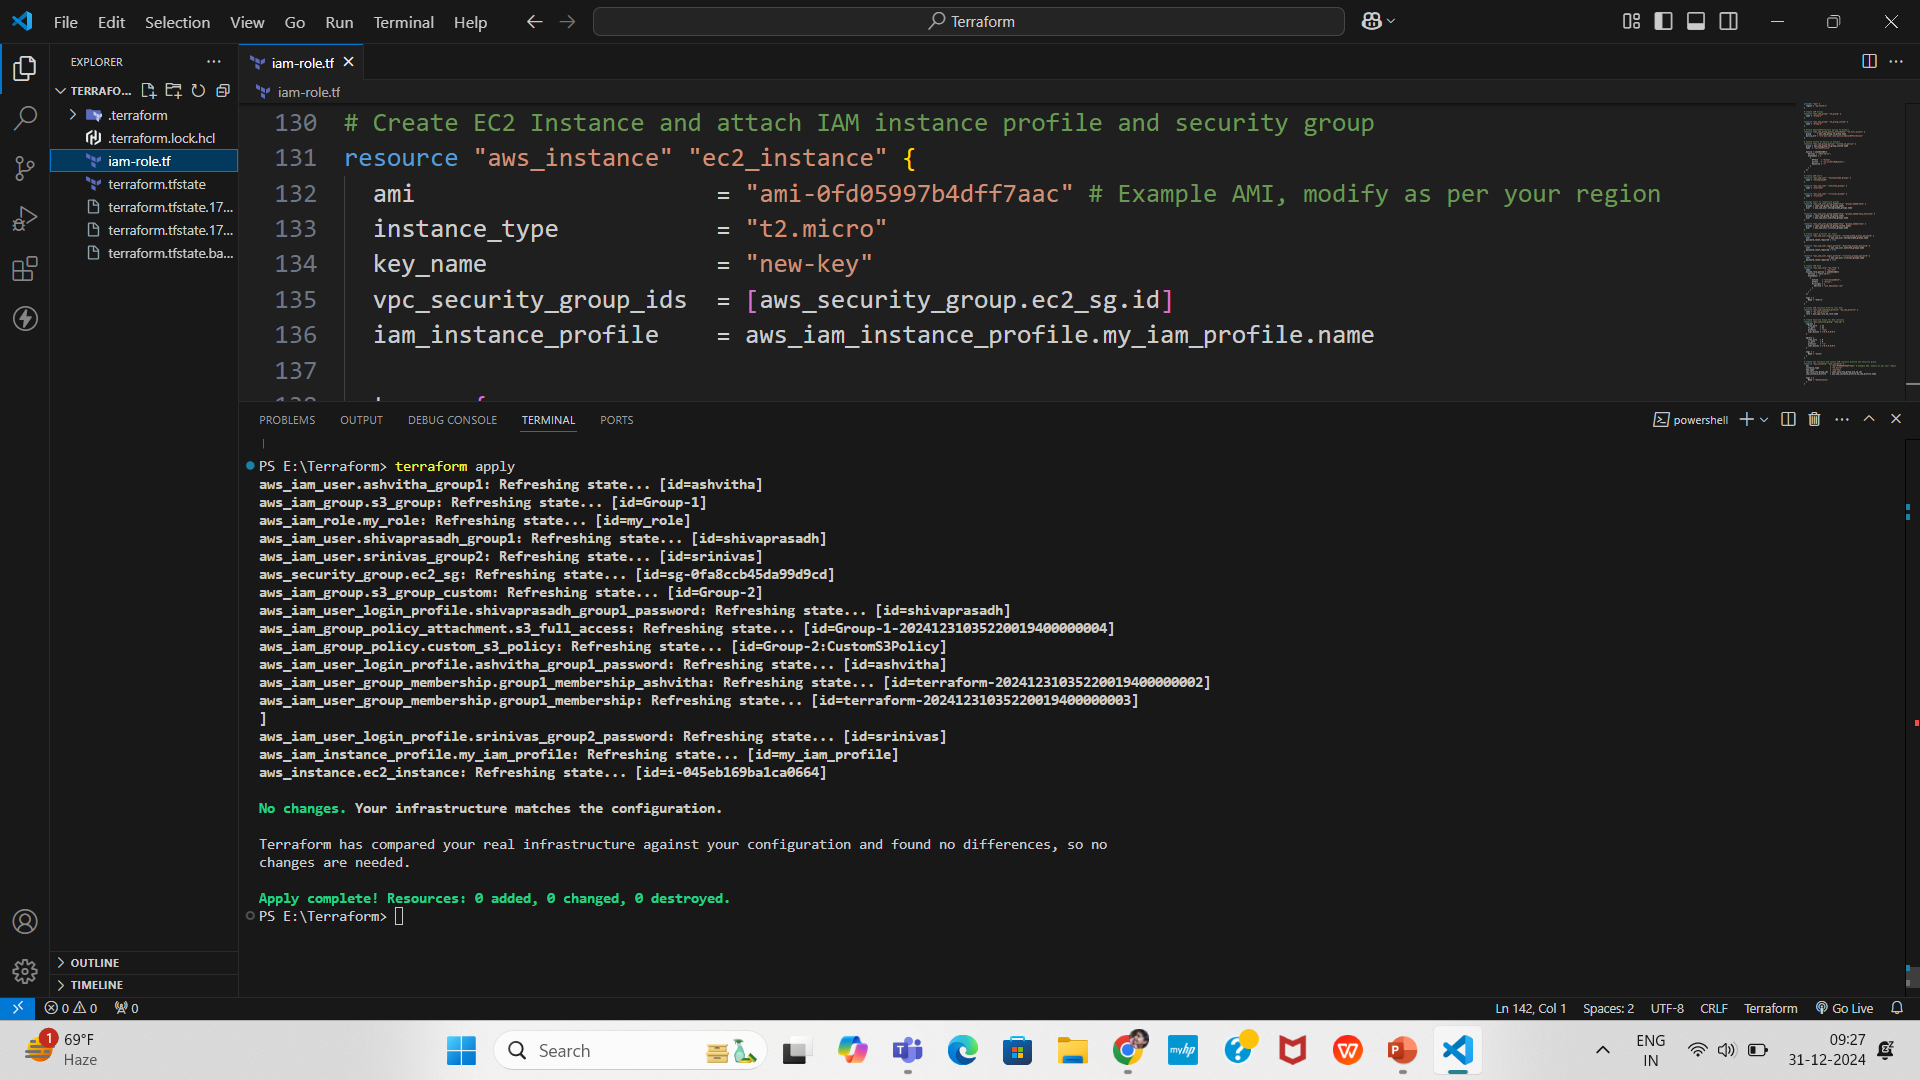 File Edit Selection View Go Run Terminal Help
Terraform
EXPLORER
TERRAFO...
.terraform
.terraform.lock.hcl
iam-role.tf
terraform.tfstate
terraform.tfstate.17...
terraform.tfstate.17...
terraform.tfstate.ba...
OUTLINE
TIMELINE
iam-role.tf
iam-role.tf
130 # Create EC2 Instance and attach IAM instance profile and security group
131 resource "aws_instance" "ec2_instance" {
132 ami = "ami-0fd05997b4dff7aac" # Example AMI, modify as per your region
133 instance_type = "t2.micro"
134 key_name = "new-key"
135 vpc_security_group_ids = [aws_security_group.ec2_sg.id]
136 iam_instance_profile = aws_iam_instance_profile.my_iam_profile.name
137
PROBLEMS OUTPUT DEBUG CONSOLE TERMINAL PORTS
powershell
PS E:\Terraform> terraform apply
aws_iam_user.ashvitha_group1: Refreshing state... [id=ashvitha]
aws_iam_group.s3_group: Refreshing state... [id=Group-1]
aws_iam_role.my_role: Refreshing state... [id=my_role]
aws_iam_user.shivaprasadh_group1: Refreshing state... [id=shivaprasadh]
aws_iam_user.srinivas_group2: Refreshing state... [id=srinivas]
aws_security_group.ec2_sg: Refreshing state... [id=sg-0fa8ccb45da99d9cd]
aws_iam_group.s3_group_custom: Refreshing state... [id=Group-2]
aws_iam_user_login_profile.shivaprasadh_group1_password: Refreshing state... [id=shivaprasadh]
aws_iam_group_policy_attachment.s3_full_access: Refreshing state... [id=Group-1-20241231035220019400000004]
aws_iam_group_policy.custom_s3_policy: Refreshing state... [id=Group-2:CustomS3Policy]
aws_iam_user_login_profile.ashvitha_group1_password: Refreshing state... [id=ashvitha]
aws_iam_user_group_membership.group1_membership_ashvitha: Refreshing state... [id=terraform-20241231035220019400000002]
aws_iam_user_group_membership.group1_membership: Refreshing state... [id=terraform-20241231035220019400000003]
]
aws_iam_user_login_profile.srinivas_group2_password: Refreshing state... [id=srinivas]
aws_iam_instance_profile.my_iam_profile: Refreshing state... [id=my_iam_profile]
aws_instance.ec2_instance: Refreshing state... [id=i-045eb169ba1ca0664]
No changes. Your infrastructure matches the configuration.
Terraform has compared your real infrastructure against your configuration and found no differences, so no
changes are needed.
Apply complete! Resources: 0 added, 0 changed, 0 destroyed.
PS E:\Terraform>
0 0 0
Ln 142, Col 1 Spaces: 2 UTF-8 CRLF Terraform Go Live
1
69°F
Haze
Search
myhp
ENG
IN
09:27
31-12-2024